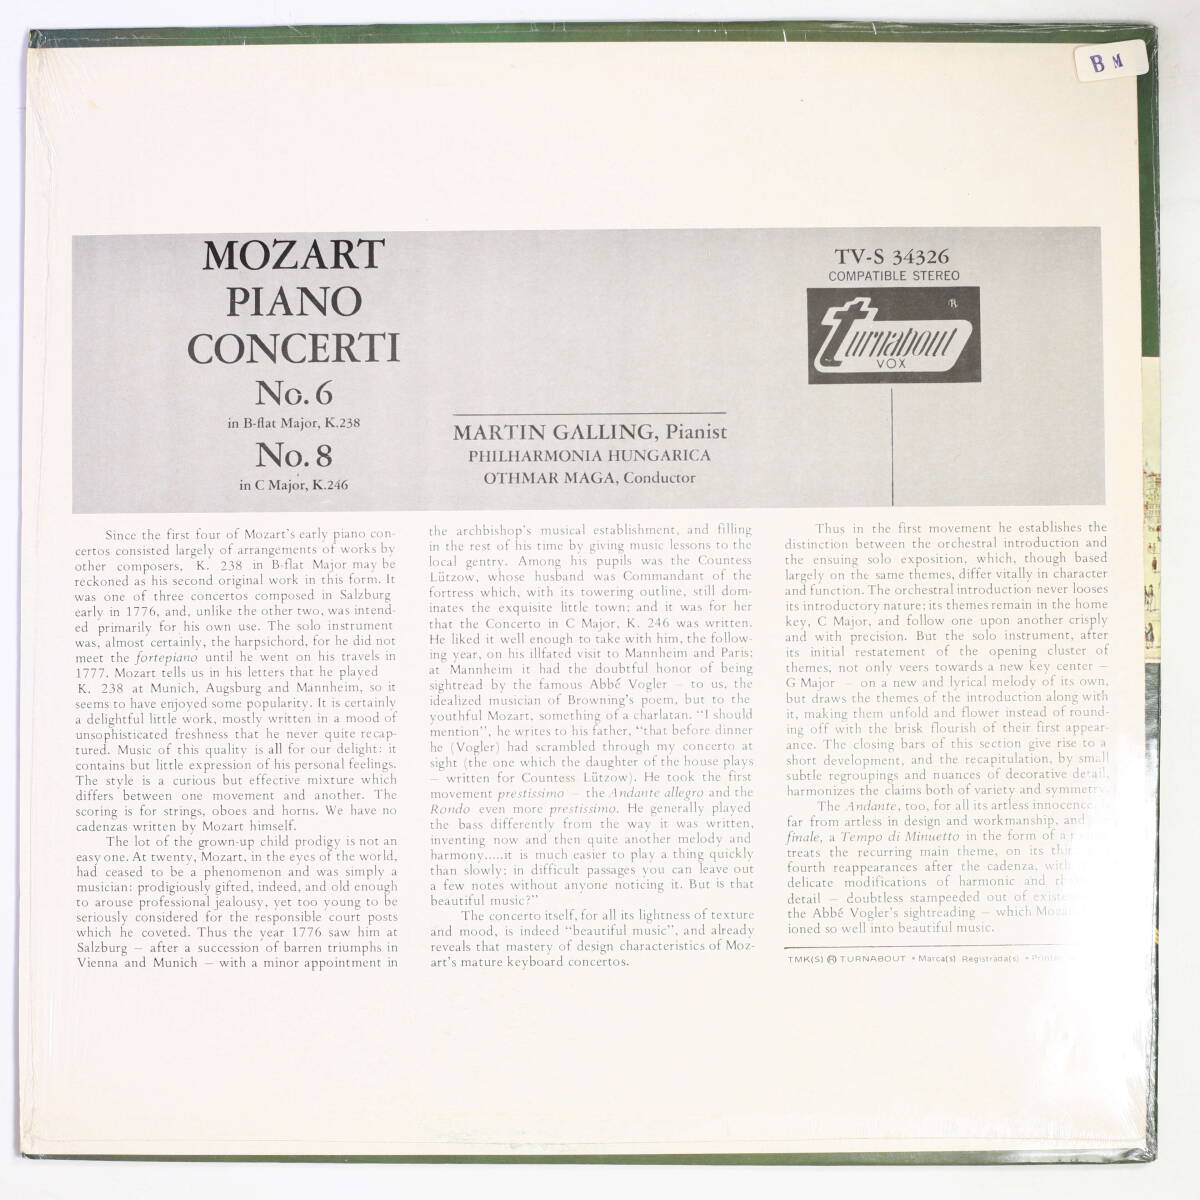 B M
MOZART
PIANO
CONCERTI
No. 6
in B-flat Major, K.238
No. 8
in C Major, K.246
MARTIN GALLING, Pianist
PHILHARMONIA HUNGARICA
OTHMAR MAGA, Conductor
TV-S 34326
COMPATIBLE STEREO
turnabout ®
VOX
Since the first four of Mozart's early piano con-
certos consisted largely of arrangements of works by
other composers, K. 238 in B-flat Major may be
reckoned as his second original work in this form. It
was one of three concertos composed in Salzburg
early in 1776, and, unlike the other two, was intend-
ed primarily for his own use. The solo instrument
was, almost certainly, the harpsichord, for he did not
meet the fortepiano until he went on his travels in
1777. Mozart tells us in his letters that he played
K. 238 at Munich, Augsburg and Mannheim, so it
seems to have enjoyed some popularity. It is certainly
a delightful little work, mostly written in a mood of
unsophisticated freshness that he never quite recap-
tured. Music of this quality is all for our delight: it
contains but little expression of his personal feelings.
The style is a curious but effective mixture which
differs between one movement and another. The
scoring is for strings, oboes and horns. We have no
cadenzas written by Mozart himself.
The lot of the grown-up child prodigy is not an
easy one. At twenty, Mozart, in the eyes of the world,
had ceased to be a phenomenon and was simply a
musician: prodigiously gifted, indeed, and old enough
to arouse professional jealousy, yet too young to be
seriously considered for the responsible court posts
which he coveted. Thus the year 1776 saw him at
Salzburg – after a succession of barren triumphs in
Vienna and Munich – with a minor appointment in
the archbishop's musical establishment, and filling
in the rest of his time by giving music lessons to the
local gentry. Among his pupils was the Countess
Lützow, whose husband was Commandant of the
fortress which, with its towering outline, still dom-
inates the exquisite little town; and it was for her
that the Concerto in C Major, K. 246 was written.
He liked it well enough to take with him, the follow-
ing year, on his illfated visit to Mannheim and Paris;
at Mannheim it had the doubtful honor of being
sightread by the famous Abbé Vogler – to us, the
idealized musician of Browning's poem, but to the
youthful Mozart, something of a charlatan. "I should
mention", he writes to his father, "that before dinner
he (Vogler) had scrambled through my concerto at
sight (the one which the daughter of the house plays
– written for Countess Lützow). He took the first
movement prestissimo – the Andante allegro and the
Rondo even more prestissimo. He generally played
the bass differently from the way it was written,
inventing now and then quite another melody and
harmony.....it is much easier to play a thing quickly
than slowly; in difficult passages you can leave out
a few notes without anyone noticing it. But is that
beautiful music?"
The concerto itself, for all its lightness of texture
and mood, is indeed "beautiful music", and already
reveals that mastery of design characteristics of Moz-
art's mature keyboard concertos.
Thus in the first movement he establishes the
distinction between the orchestral introduction and
the ensuing solo exposition, which, though based
largely on the same themes, differ vitally in character
and function. The orchestral introduction never looses
its introductory nature; its themes remain in the home
key, C Major, and follow one upon another crisply
and with precision. But the solo instrument, after
its initial restatement of the opening cluster of
themes, not only veers towards a new key center –
G Major – on a new and lyrical melody of its own,
but draws the themes of the introduction along with
it, making them unfold and flower instead of round-
ing off with the brisk flourish of their first appear-
ance. The closing bars of this section give rise to a
short development, and the recapitulation, by small
subtle regroupings and nuances of decorative detail,
harmonizes the claims both of variety and symmetry.
The Andante, too, for all its artless innocence,
far from artless in design and workmanship, and
finale, a Tempo di Minuetto in the form of a
treats the recurring main theme, on its
fourth reappearances after the cadenza,
delicate modifications of harmonic and
detail – doubtless stampeded out of
the Abbé Vogler's sightreading – which
ioned so well into beautiful music.
TMK(S) ® TURNABOUT • Marca(s) Registrada(s) •